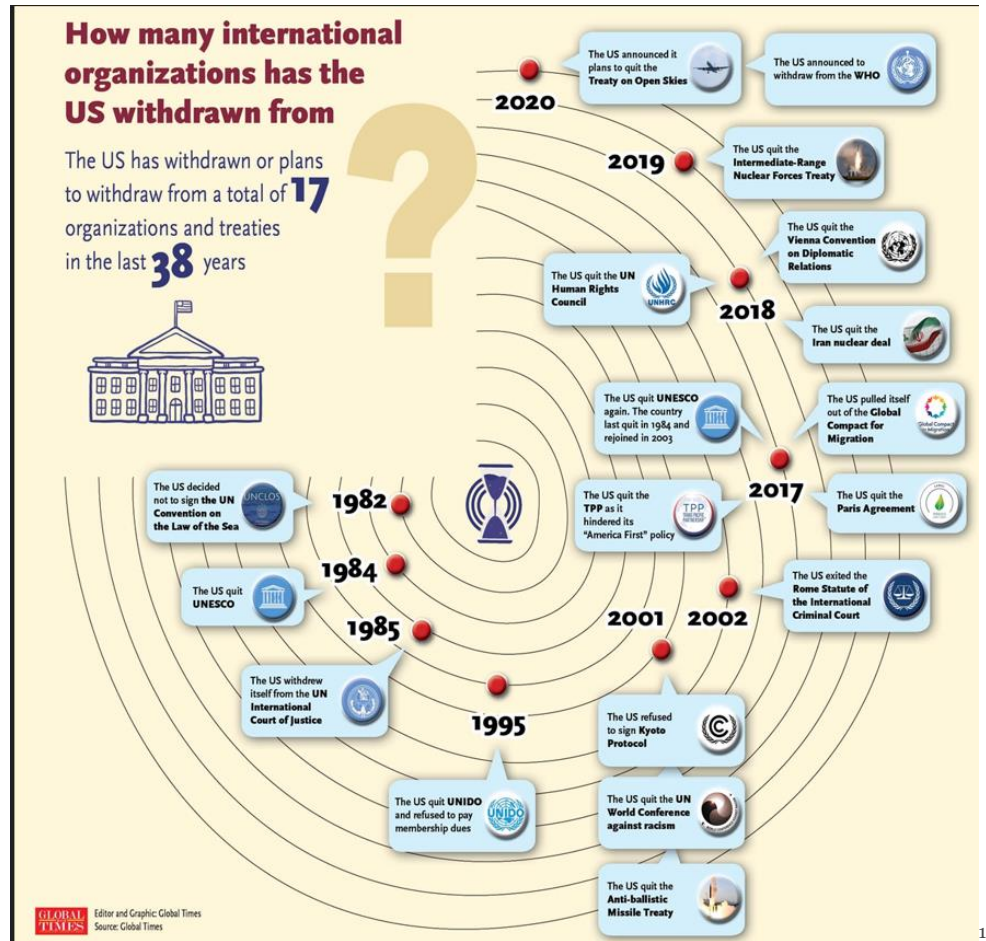 How many international
organizations has the
US withdrawn from
?
The US has withdrawn or plans
to withdraw from a total of 17
organizations and treaties
in the last 38 years
2020
The US announced it
plans to quit the
Treaty on Open Skies
The US announced to
withdraw from the WHO
2019
The US quit the
Intermediate-Range
Nuclear Forces Treaty
2018
The US quit the
Vienna Convention
on Diplomatic
Relations
The US quit the UN
Human Rights
Council
UNHRC
The US quit the
Iran nuclear deal
2017
The US quit UNESCO
again. The country
last quit in 1984 and
rejoined in 2003
The US pulled itself
out of the Global
Compact for
Migration
Global Compact
for Migration
The US quit the
TPP as it
hindered its
"America First" policy
TPP
TRANS-PACIFIC
PARTNERSHIP
The US quit the
Paris Agreement
1982
The US decided
not to sign the UN
Convention on
the Law of the Sea
UNCLOS
1984
The US quit
UNESCO
1985
The US withdrew
itself from the UN
International
Court of Justice
1995
The US quit UNIDO
and refused to pay
membership dues
UNIDO
2001
The US refused
to sign Kyoto
Protocol
The US quit the UN
World Conference
against racism
The US quit the
Anti-ballistic
Missile Treaty
2002
The US exited the
Rome Statute of
the International
Criminal Court
GLOBAL
TIMES
Editor and Graphic: Global Times
Source: Global Times
1